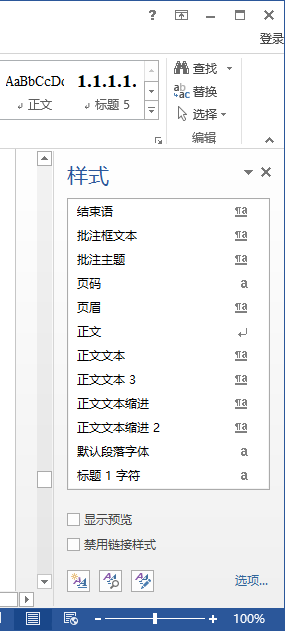 ?
登录
AaBbCcDc 1.1.1.1.
正文 标题 5
查找
替换
选择
编辑
样式
结束语
批注框文本
批注主题
页码 a
页眉
正文
正文文本
正文文本 3
正文文本缩进
正文文本缩进 2
默认段落字体 a
标题 1 字符 a
显示预览
禁用链接样式
选项...
100%